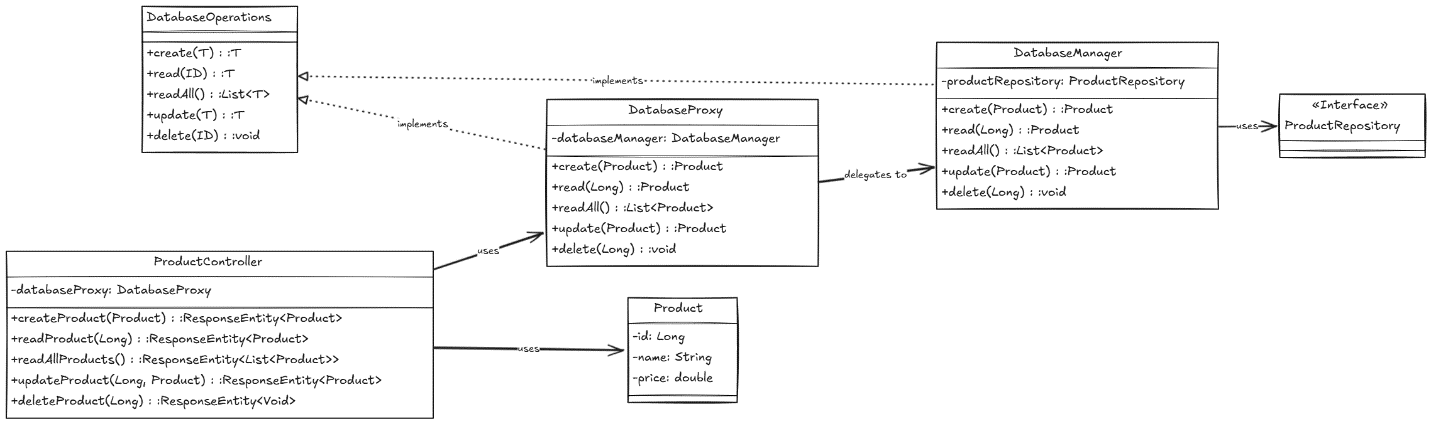 DatabaseOperations
+create(T) : :T
+read(ID) : :T
+readAll() : :List<T>
+update(T) : :T
+delete(ID) : :void
implements
implements
DatabaseManager
-productRepository: ProductRepository
+create(Product) : :Product
+read(Long) : :Product
+readAll() : :List<Product>
+update(Product) : :Product
+delete(Long) : :void
uses
«Interface»
ProductRepository
DatabaseProxy
-databaseManager: DatabaseManager
+create(Product) : :Product
+read(Long) : :Product
+readAll() : :List<Product>
+update(Product) : :Product
+delete(Long) : :void
delegates to
ProductController
-databaseProxy: DatabaseProxy
+createProduct(Product) : :ResponseEntity<Product>
+readProduct(Long) : :ResponseEntity<Product>
+readAllProducts() : :ResponseEntity<List<Product>>
+updateProduct(Long, Product) : :ResponseEntity<Product>
+deleteProduct(Long) : :ResponseEntity<Void>
uses
uses
Product
-id: Long
-name: String
-price: double